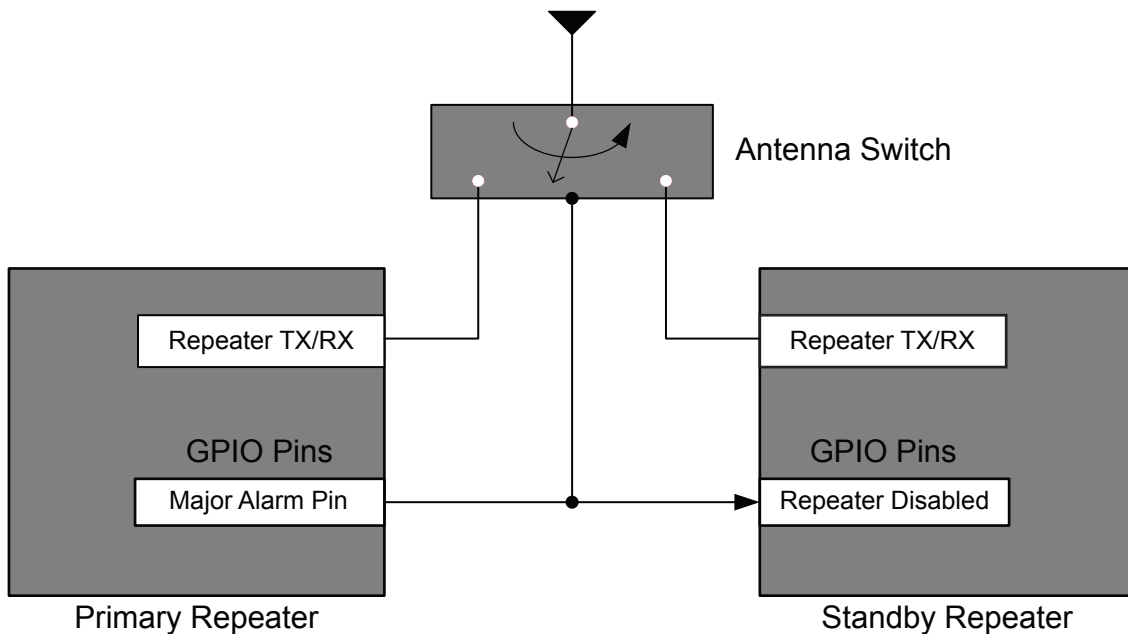 Antenna Switch
Repeater TX/RX
Repeater TX/RX
GPIO Pins
GPIO Pins
Major Alarm Pin
Repeater Disabled
Primary Repeater
Standby Repeater